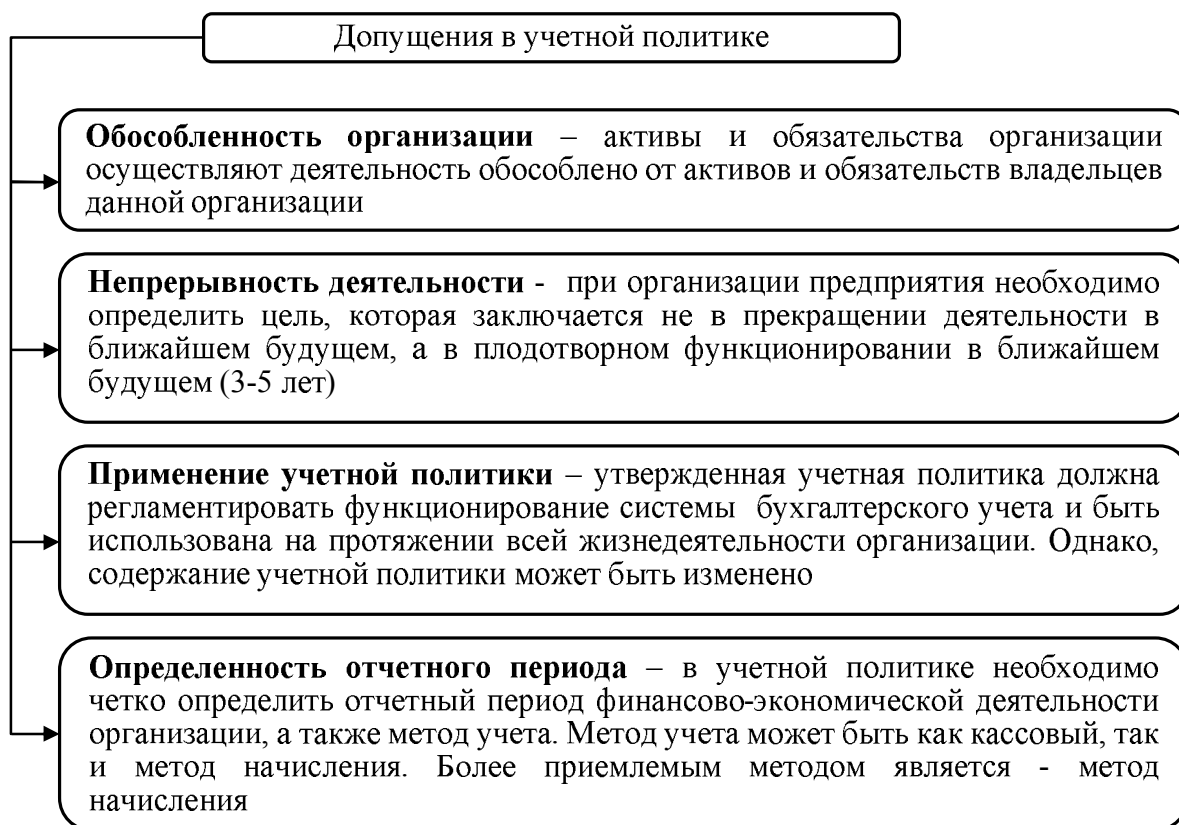 Допущения в учетной политике
Обособленность организации – активы и обязательства организации
осуществляют деятельность обособлено от активов и обязательств владельцев
данной организации
Непрерывность деятельности - при организации предприятия необходимо
определить цель, которая заключается не в прекращении деятельности в
ближайшем будущем, а в плодотворном функционировании в ближайшем
будущем (3-5 лет)
Применение учетной политики – утвержденная учетная политика должна
регламентировать функционирование системы бухгалтерского учета и быть
использована на протяжении всей жизнедеятельности организации. Однако,
содержание учетной политики может быть изменено
Определенность отчетного периода – в учетной политике необходимо
четко определить отчетный период финансово-экономической деятельности
организации, а также метод учета. Метод учета может быть как кассовый, так
и метод начисления. Более приемлемым методом является - метод
начисления